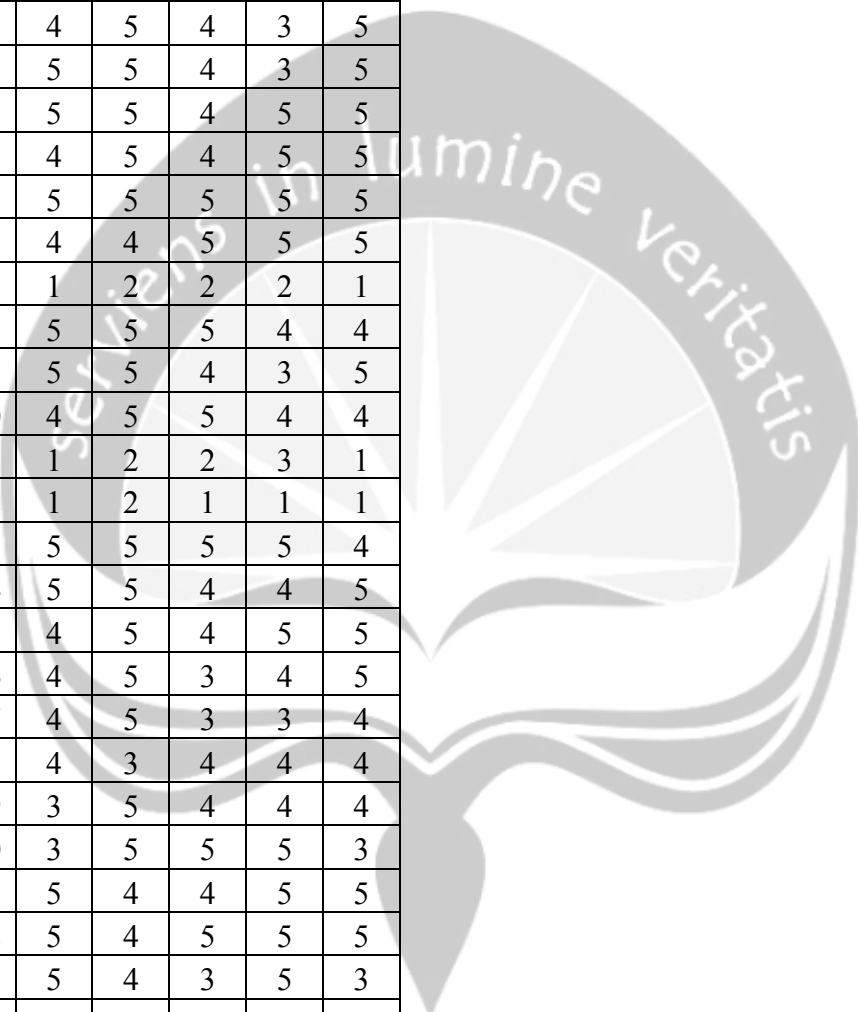 4 5 4 3 5
5 5 4 3 5
5 5 4 5 5
4 5 4 5 5
5 5 5 5 5
4 4 5 5 5
1 2 2 2 1
5 5 5 4 4
5 5 4 3 5
4 5 5 4 4
1 2 2 3 1
1 2 1 1 1
5 5 5 5 4
5 5 4 4 5
4 5 4 5 5
4 5 3 4 5
4 5 3 3 4
4 3 4 4 4
3 5 4 4 4
3 5 5 5 3
5 4 4 5 5
5 4 5 5 5
5 4 3 5 3
serviens in lumine veritatis